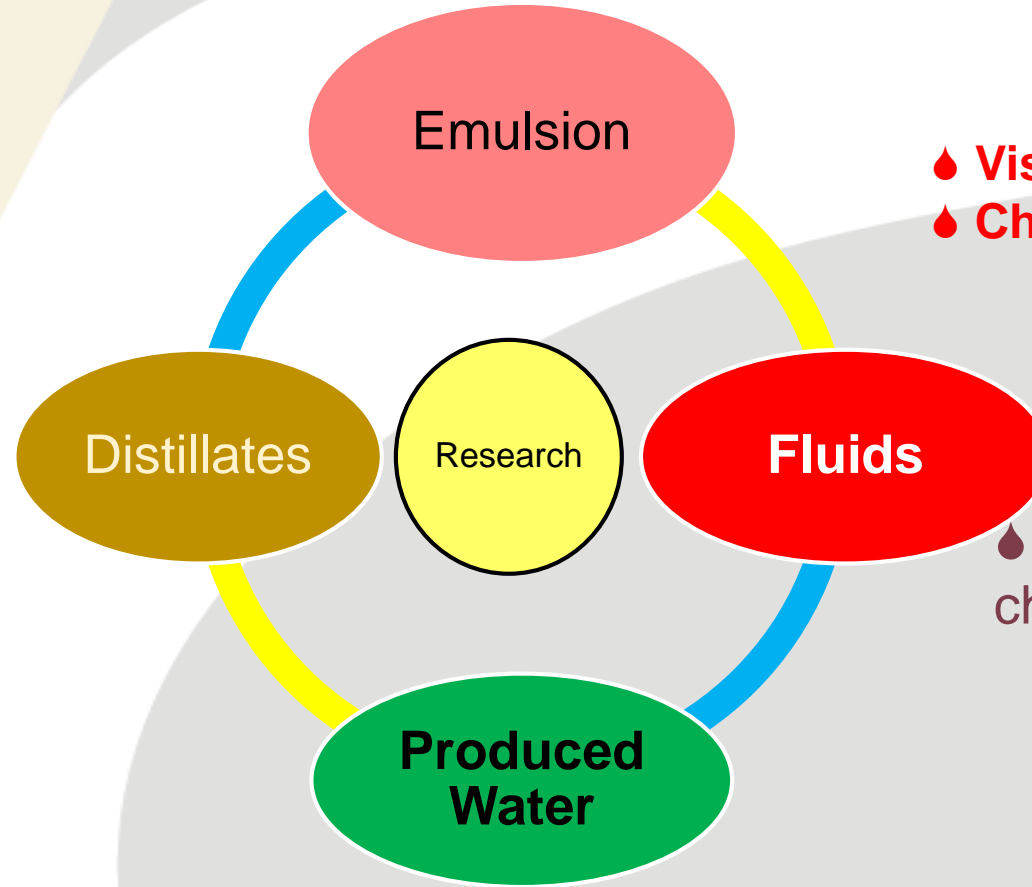 Emulsion
Distillates
Research
Fluids
Produced
Water